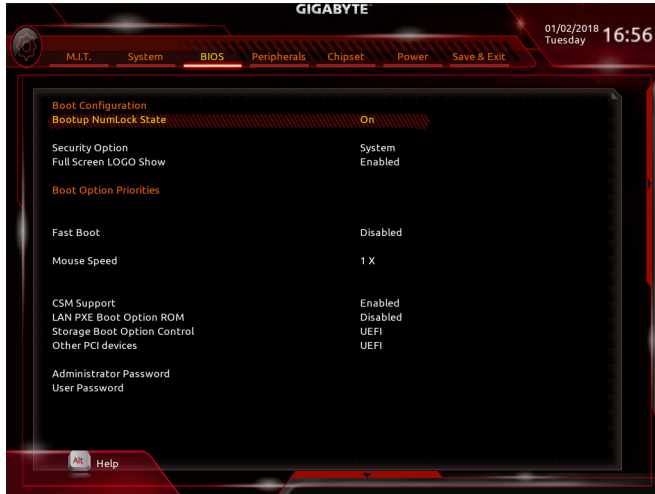 GIGABYTE
01/02/2018 16:56
Tuesday
M.I.T. System BIOS Peripherals Chipset Power Save & Exit
Boot Configuration
Bootup NumLock State On
Security Option System
Full Screen LOGO Show Enabled
Boot Option Priorities
Fast Boot Disabled
Mouse Speed 1 X
CSM Support Enabled
LAN PXE Boot Option ROM Disabled
Storage Boot Option Control UEFI
Other PCI devices UEFI
Administrator Password
User Password
Alt Help